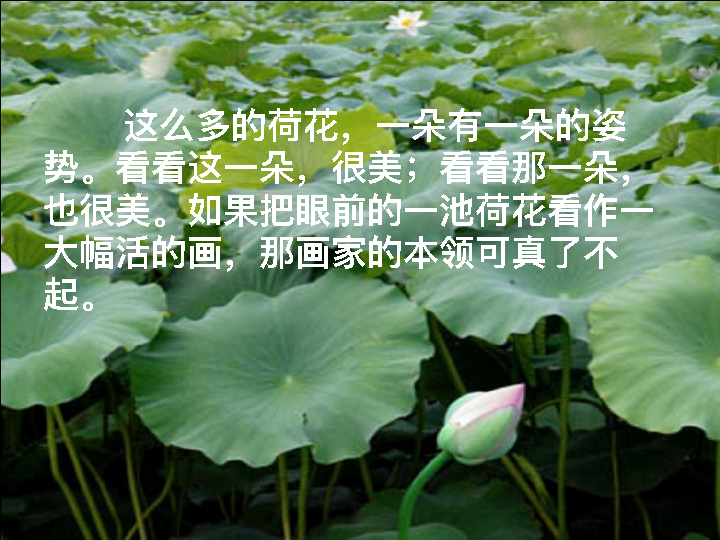 这么多的荷花，一朵有一朵的姿
势。看看这一朵，很美；看看那一朵，
也很美。如果把眼前的一池荷花看作一
大幅活的画，那画家的本领可真了不
起。